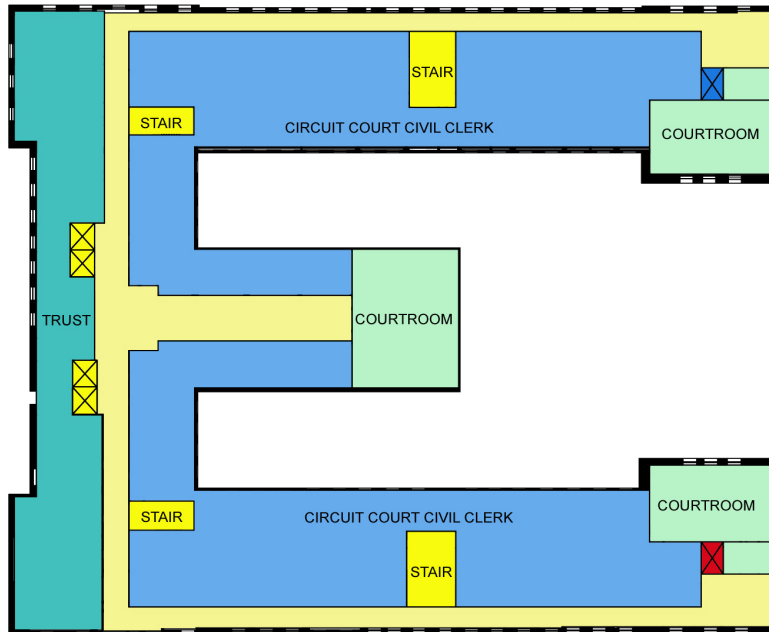 STAIR
STAIR
CIRCUIT COURT CIVIL CLERK
COURTROOM
TRUST
COURTROOM
COURTROOM
STAIR
CIRCUIT COURT CIVIL CLERK
STAIR